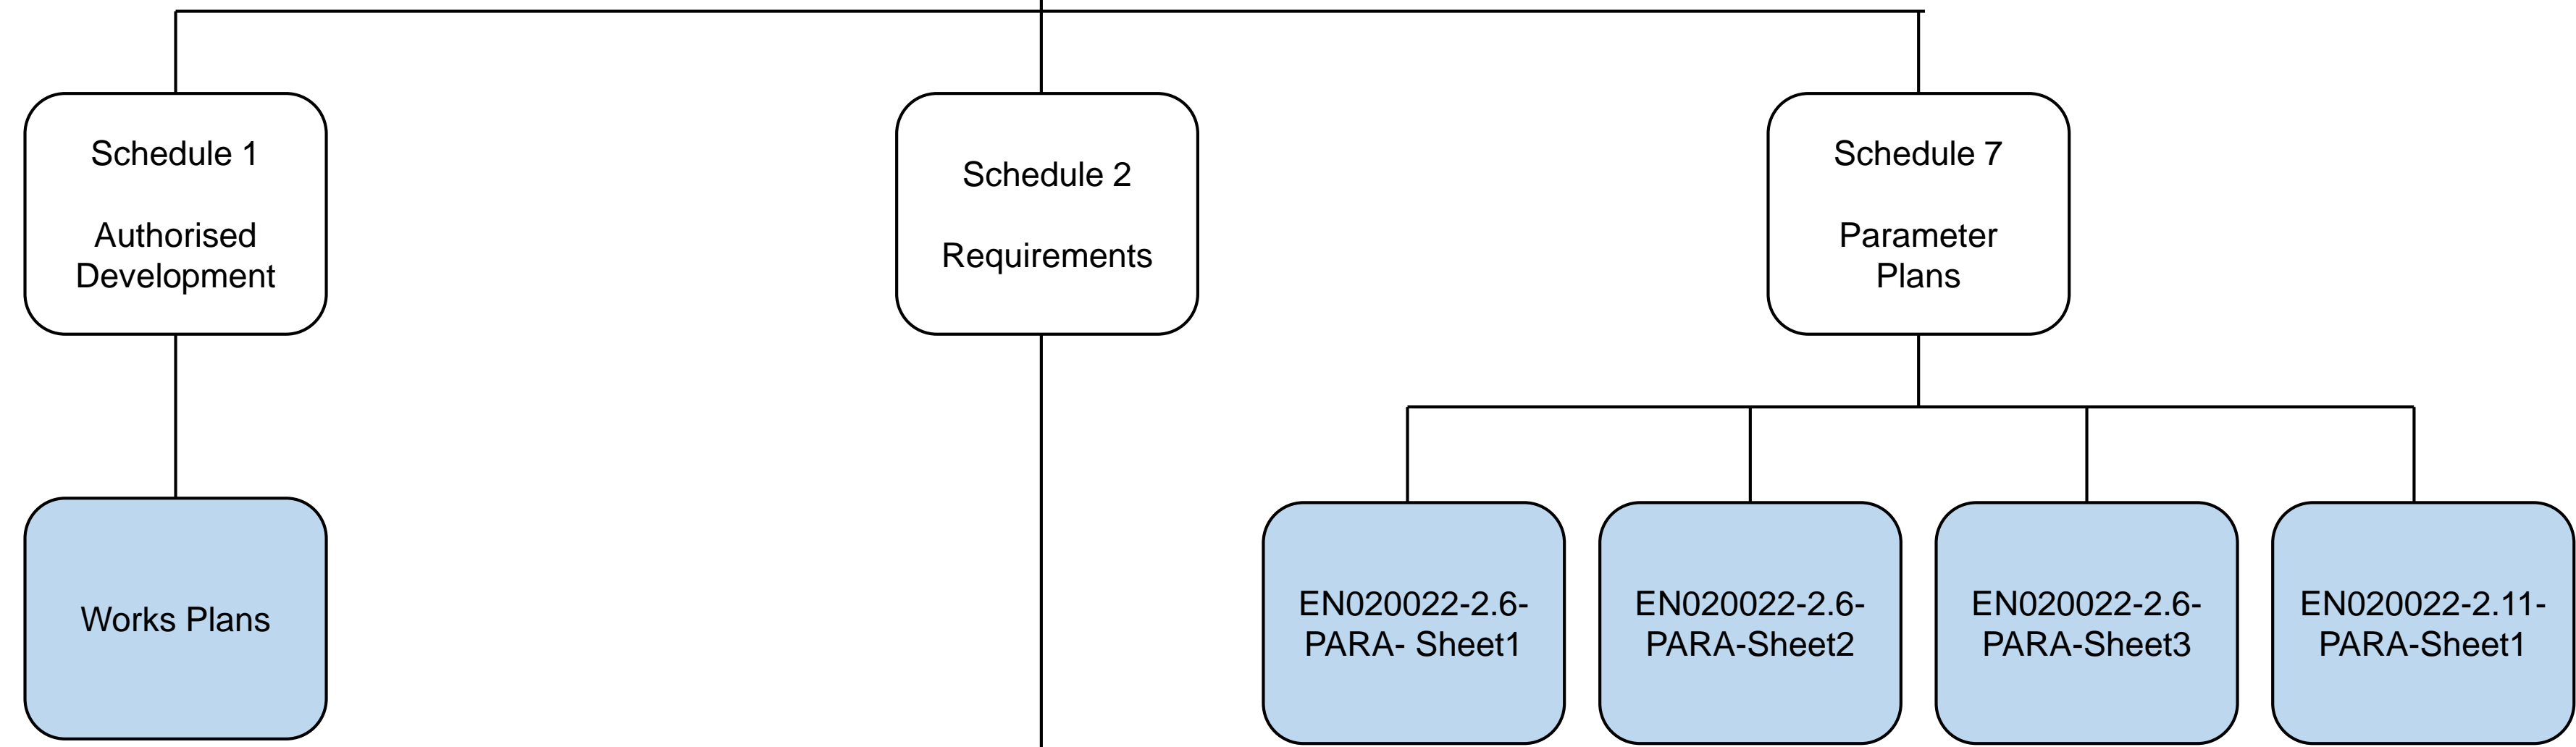 Schedule 1
Authorised
Development
Schedule 2
Requirements
Schedule 7
Parameter
Plans
Works Plans
EN020022-2.6-
PARA- Sheet1
EN020022-2.6-
PARA-Sheet2
EN020022-2.6-
PARA-Sheet3
EN020022-2.11-
PARA-Sheet1